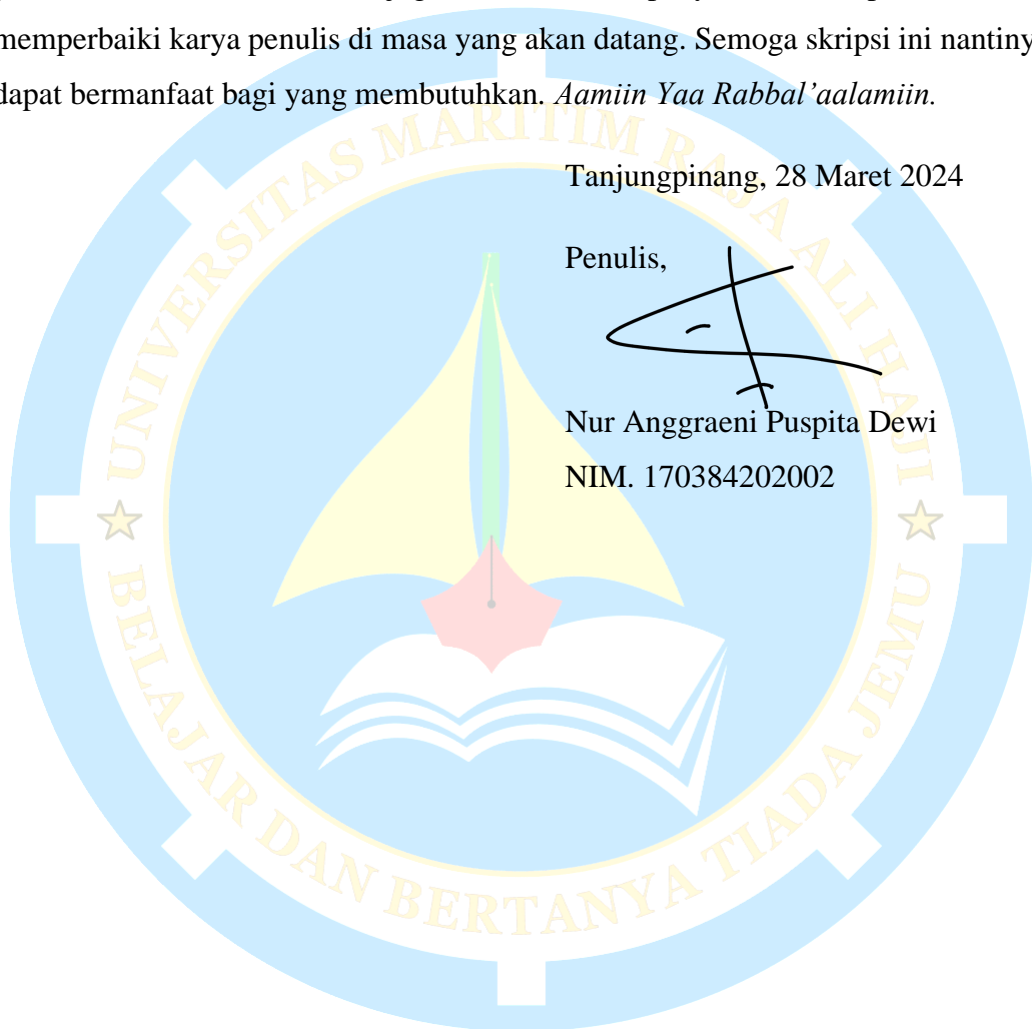 memperbaiki karya penulis di masa yang akan datang. Semoga skripsi ini nantiny
dapat bermanfaat bagi yang membutuhkan. Aamiin Yaa Rabbal’aalamiin.
Tanjungpinang, 28 Maret 2024
Penulis,
Nur Anggraeni Puspita Dewi
NIM. 170384202002
UNIVERSITAS MARITIM RAJA ALI HAJI
BELAJAR DAN BERTANYA TIADA JEMU